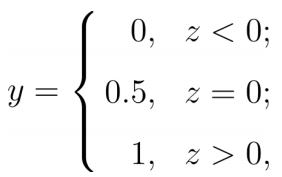 0, z < 0;
y = { 0.5, z = 0;
1, z > 0,